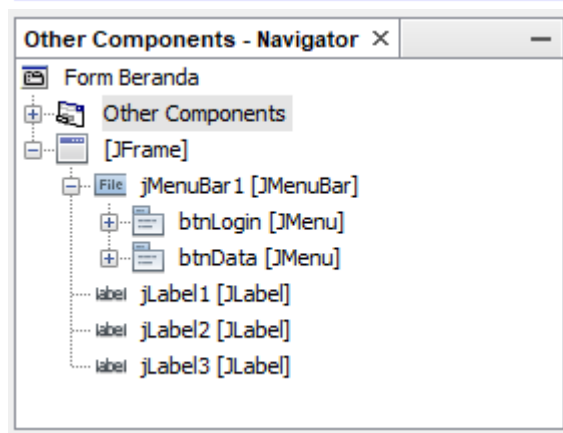 Other Components - Navigator ×
Form Beranda
Other Components
[JFrame]
File jMenuBar1 [JMenuBar]
btnLogin [JMenu]
btnData [JMenu]
label jLabel1 [JLabel]
label jLabel2 [JLabel]
label jLabel3 [JLabel]